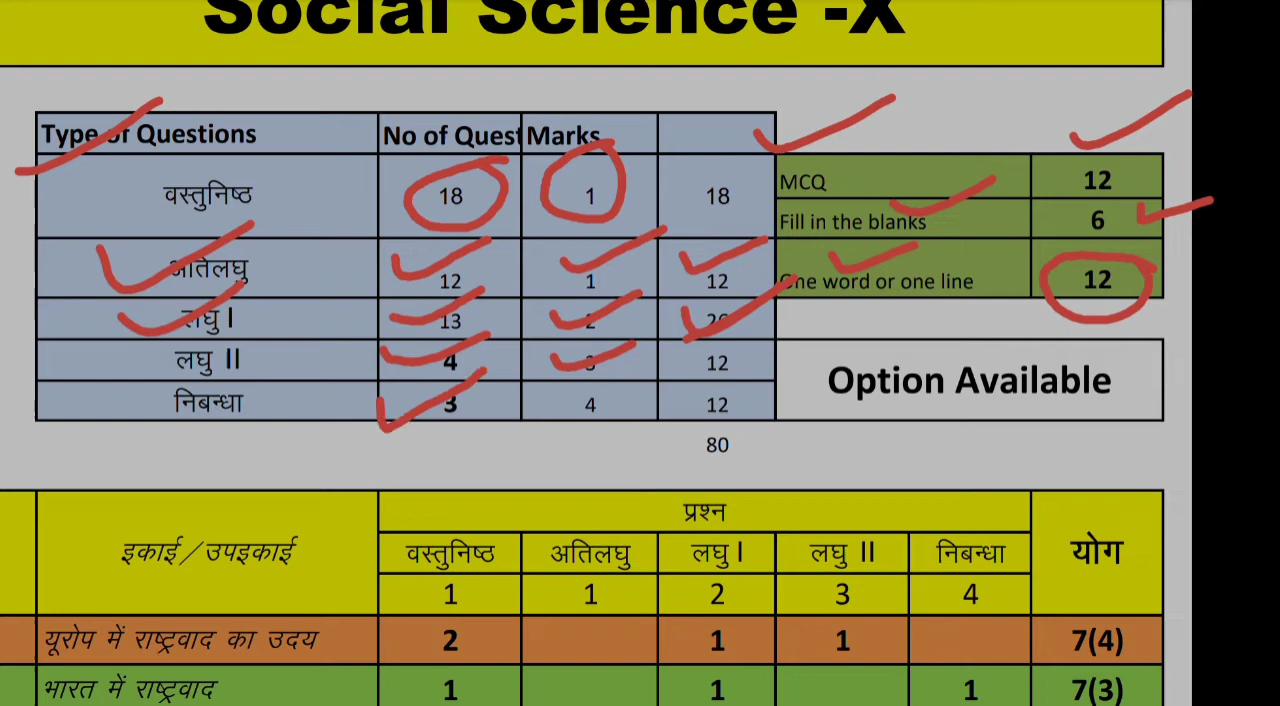 Social Science -X
Type of Questions No of Quest Marks
वस्तुनिष्ठ 18 1 18 MCQ 12
Fill in the blanks 6
अतिलघु 12 1 12 One word or one line 12
लघु I 13 2 26
लघु II 4 3 12 Option Available
निबन्धा 3 4 12
80
इकाई/उपइकाई प्रश्न योग
वस्तुनिष्ठ अतिलघु लघु I लघु II निबन्धा
1 1 2 3 4
यूरोप में राष्ट्रवाद का उदय 2 1 1 7(4)
भारत में राष्ट्रवाद 1 1 1 7(3)